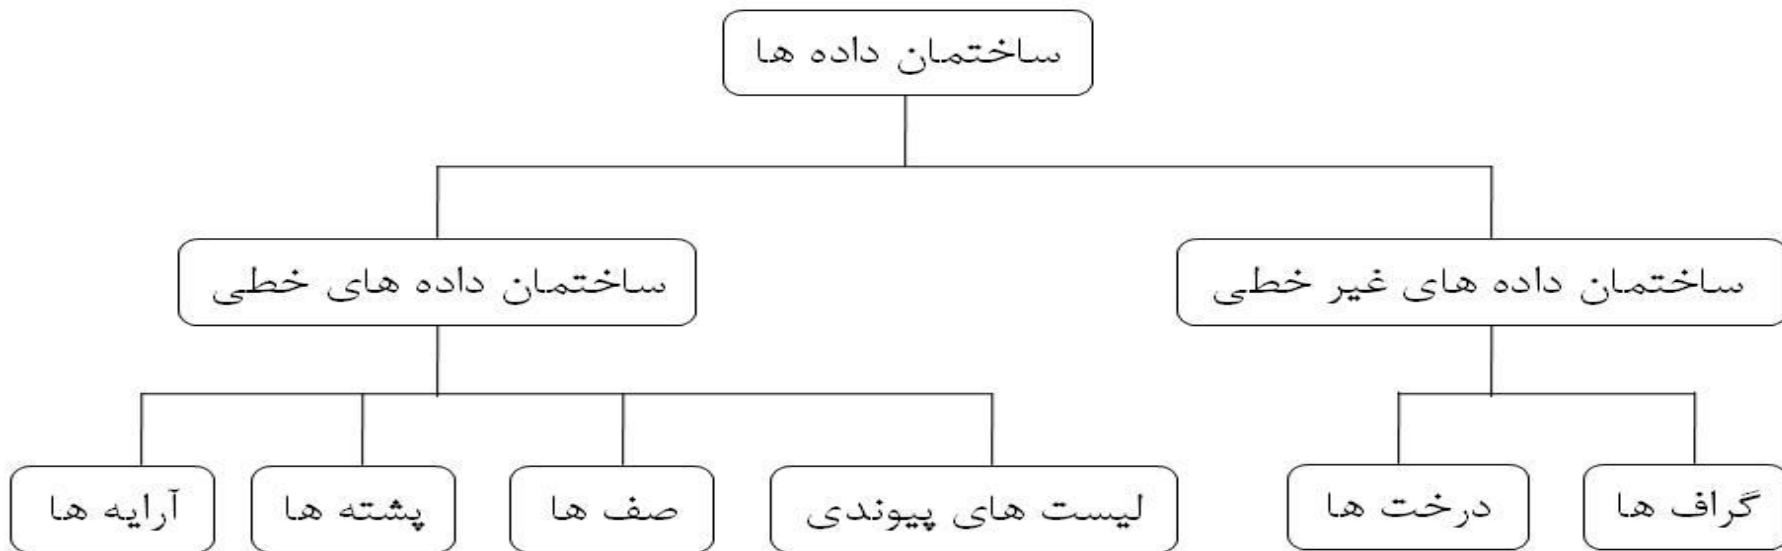 ساختمان داده ها
ساختمان داده های غیر خطی
ساختمان داده های خطی
گراف ها
درخت ها
لیست های پیوندی
صف ها
پشته ها
آرایه ها